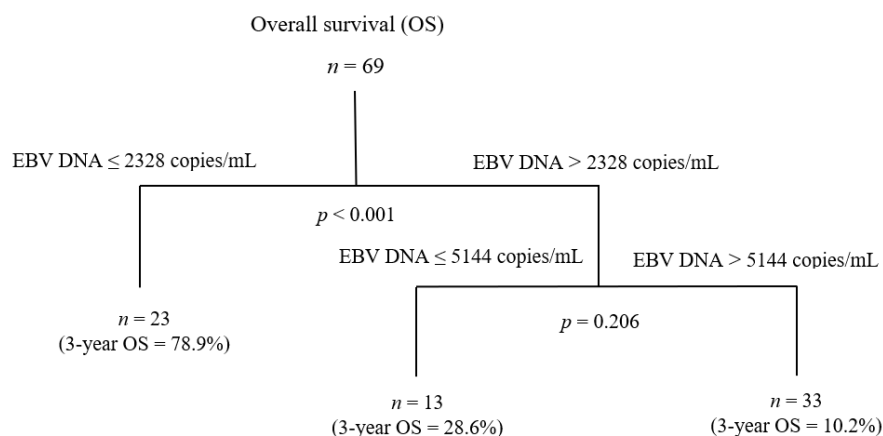 Overall survival (OS)
n = 69
EBV DNA ≤ 2328 copies/mL
EBV DNA > 2328 copies/mL
p < 0.001
EBV DNA ≤ 5144 copies/mL
EBV DNA > 5144 copies/mL
n = 23
(3-year OS = 78.9%)
p = 0.206
n = 13
(3-year OS = 28.6%)
n = 33
(3-year OS = 10.2%)